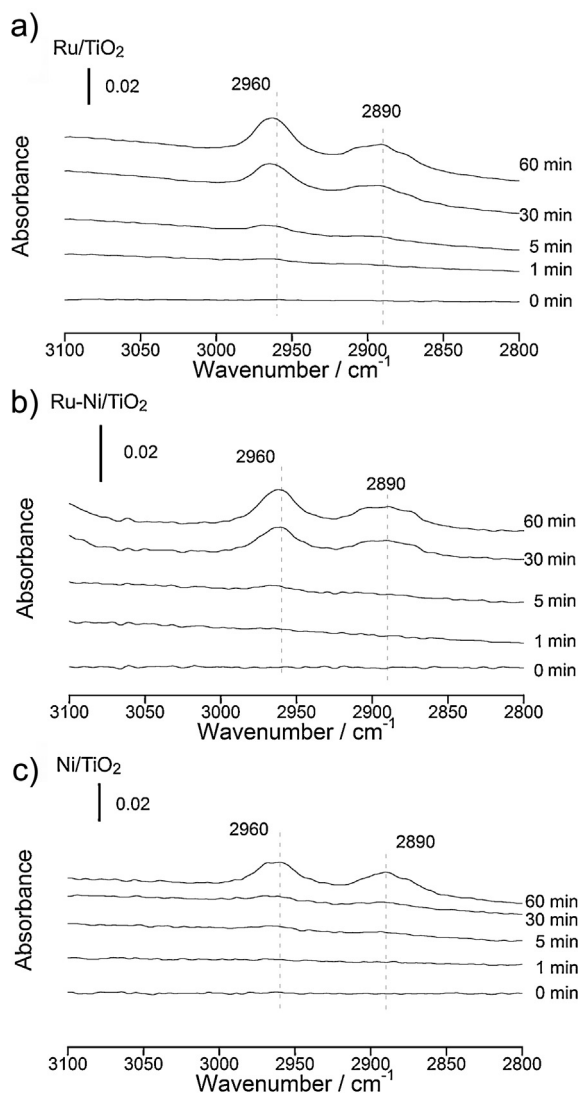 a)
Ru/TiO2
0.02
2960
2890
Absorbance
60 min
30 min
5 min
1 min
0 min
3100 3050 3000 2950 2900 2850 2800
Wavenumber / cm-1
b)
Ru-Ni/TiO2
0.02
2960
2890
Absorbance
60 min
30 min
5 min
1 min
0 min
3100 3050 3000 2950 2900 2850 2800
Wavenumber / cm-1
c)
Ni/TiO2
0.02
2960
2890
Absorbance
60 min
30 min
5 min
1 min
0 min
3100 3050 3000 2950 2900 2850 2800
Wavenumber / cm-1